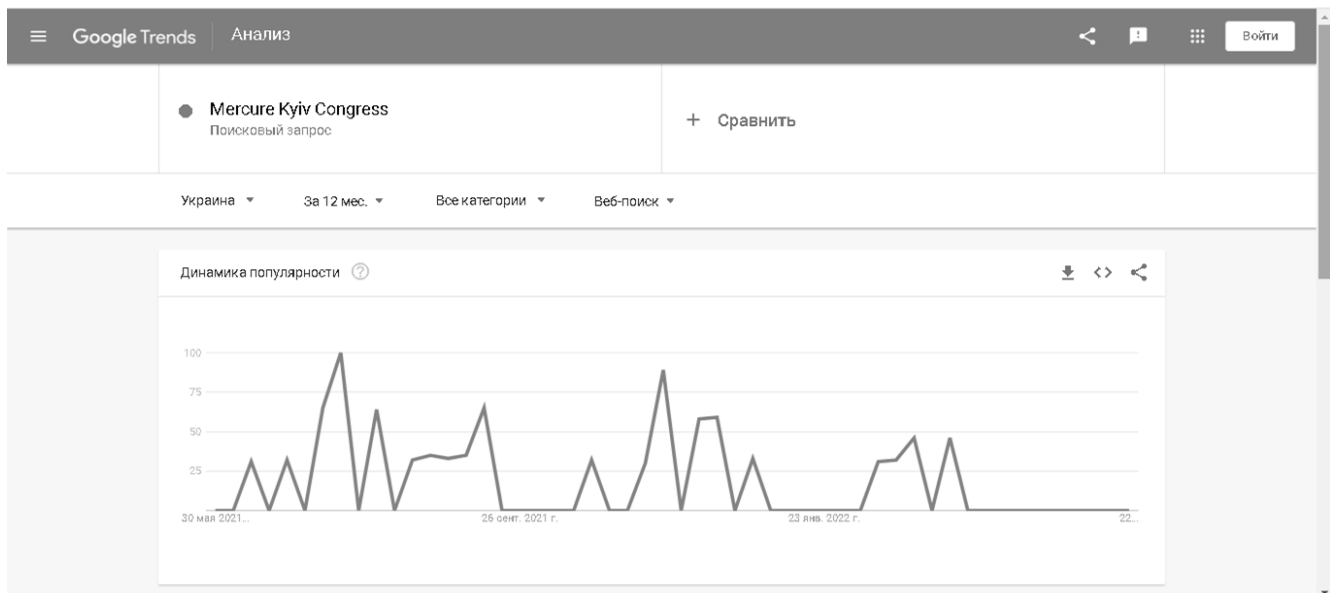 Google Trends Анализ Войти
Mercure Kyiv Congress
Поисковый запрос
+ Сравнить
Украина За 12 мес. Все категории Веб-поиск
Динамика популярности
100
75
50
25
30 мая 2021... 26 сент. 2021 г. 23 янв. 2022 г. 22...